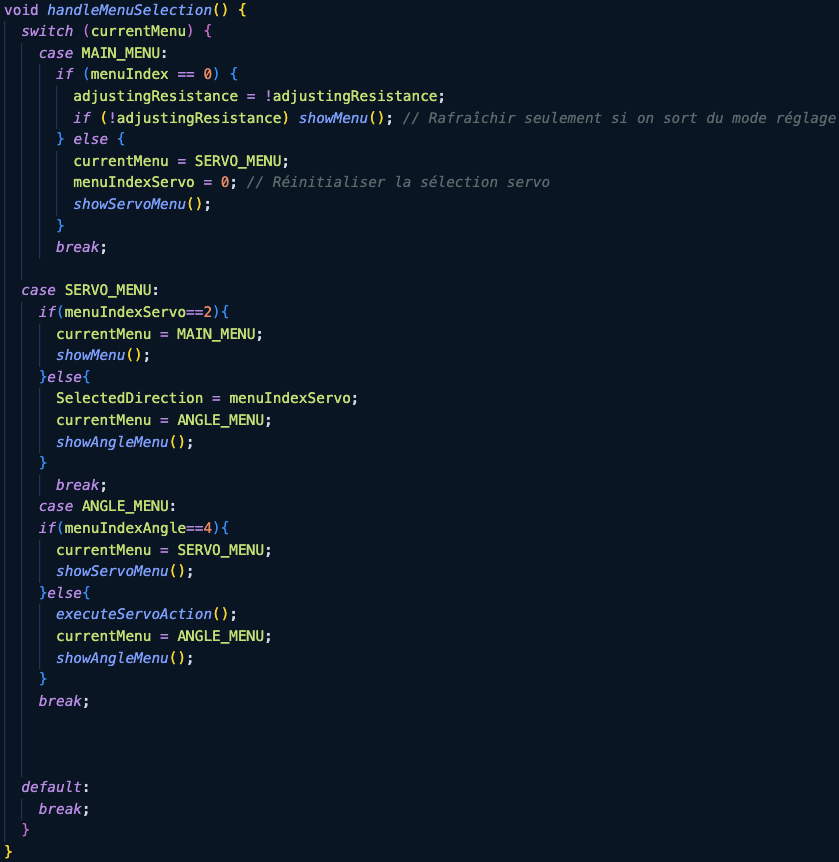 void handleMenuSelection() {
  switch (currentMenu) {
    case MAIN_MENU:
      if (menuIndex == 0) {
        adjustingResistance = !adjustingResistance;
        if (!adjustingResistance) showMenu(); // Rafraîchir seulement si on sort du mode réglage
      } else {
        currentMenu = SERVO_MENU;
        menuIndexServo = 0; // Réinitialiser la sélection servo
        showServoMenu();
      }
      break;

  case SERVO_MENU:
    if(menuIndexServo==2){
      currentMenu = MAIN_MENU;
      showMenu();
    }else{
      SelectedDirection = menuIndexServo;
      currentMenu = ANGLE_MENU;
      showAngleMenu();
    }
      break;
    case ANGLE_MENU:
    if(menuIndexAngle==4){
      currentMenu = SERVO_MENU;
      showServoMenu();
    }else{
      executeServoAction();
      currentMenu = ANGLE_MENU;
      showAngleMenu();
    }
    break;



  default:
    break;
  }
}